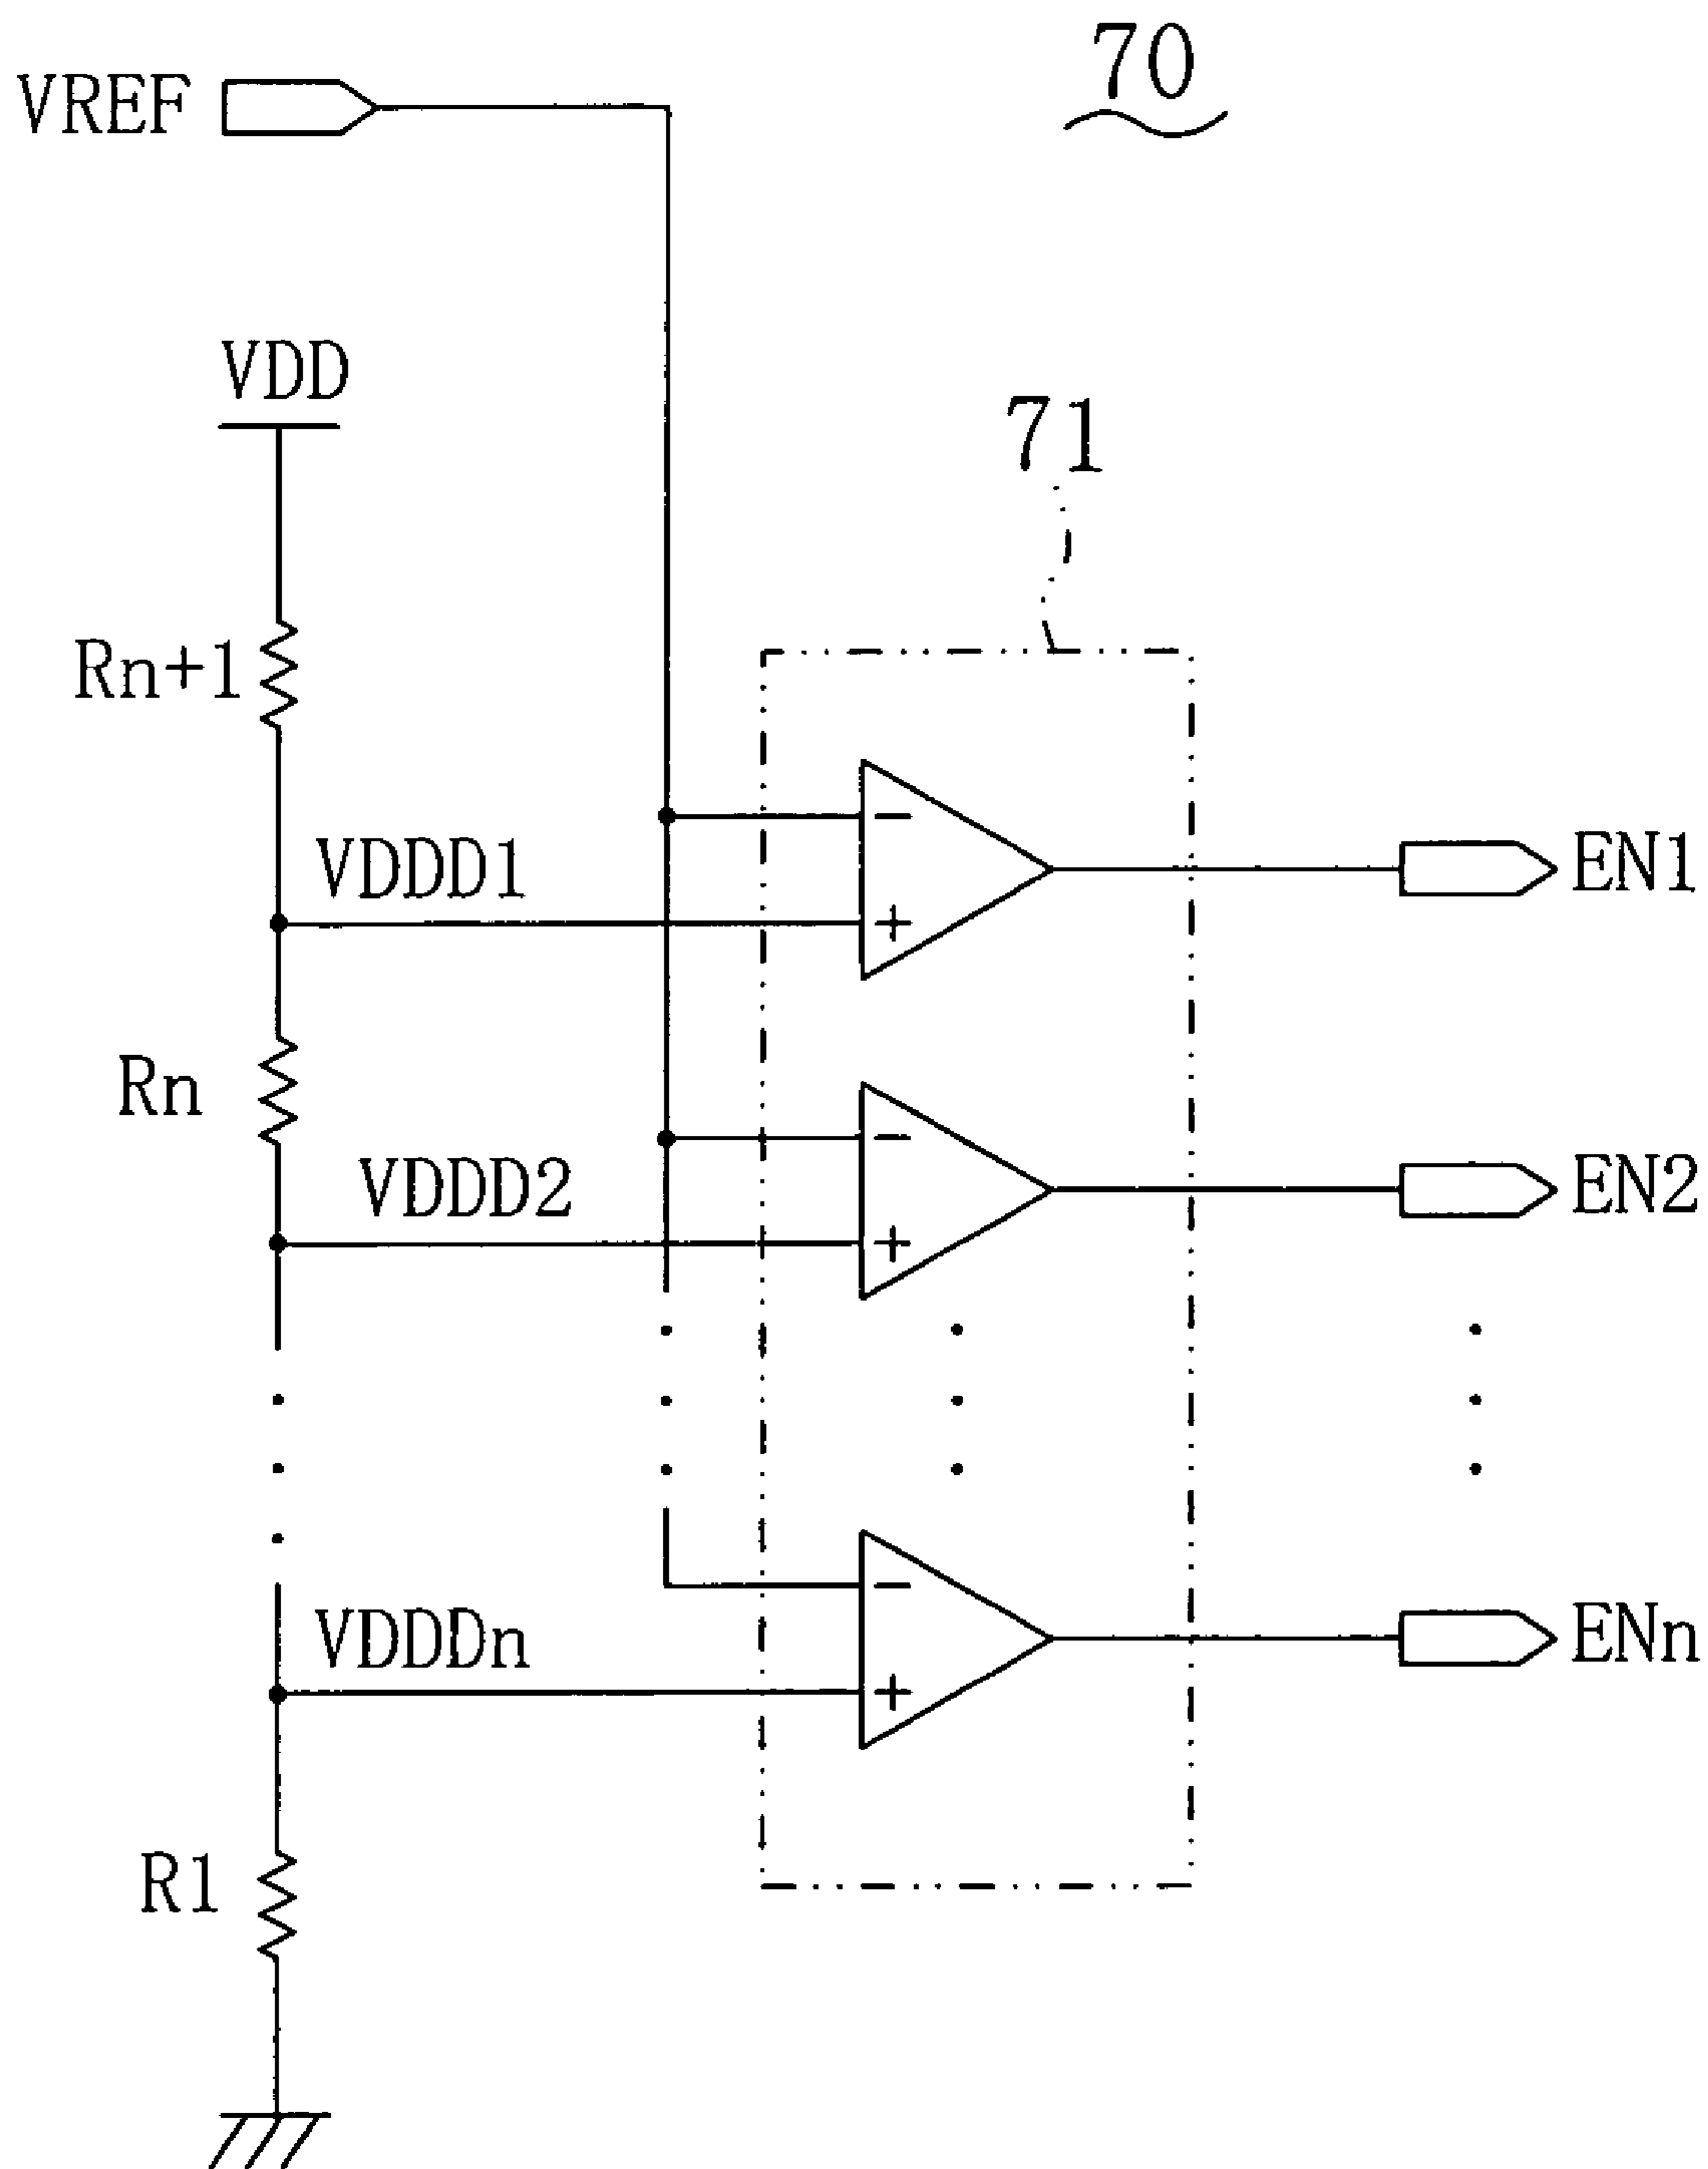 70
VREF
VDD
71
Rn+1
VDDD1
−
+
EN1
Rn
VDDD2
−
+
EN2
VDDDn
−
+
ENn
R1